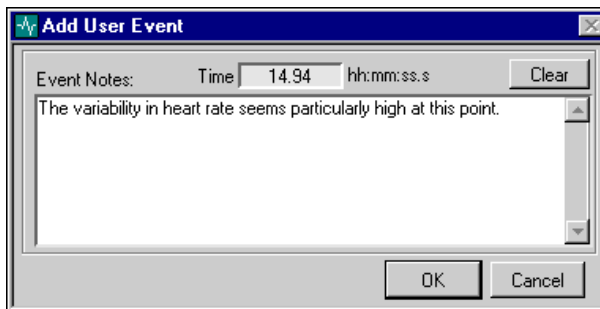 Add User Event
Event Notes: Time 14.94 hh:mm:ss.s Clear
The variability in heart rate seems particularly high at this point.
OK Cancel